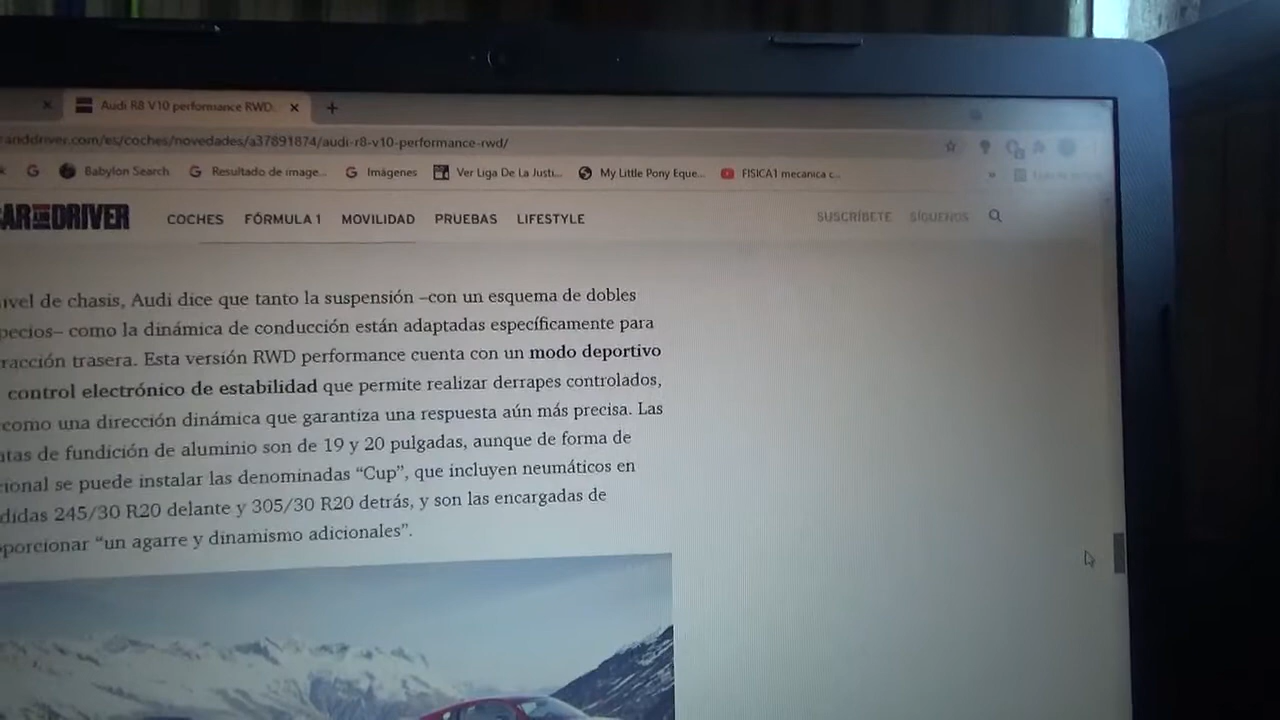 Audi R8 V10 performance RWD
anddriver.com/es/coches/novedades/a37891874/audi-r8-v10-performance-rwd/
Babylon Search
Resultado de image...
Imágenes
Ver Liga De La Justi...
My Little Pony Eque...
FISICA1 mecanica c...
AR AND DRIVER
COCHES
FÓRMULA 1
MOVILIDAD
PRUEBAS
LIFESTYLE
SUSCRÍBETE
SÍGUENOS
ivel de chasis, Audi dice que tanto la suspensión –con un esquema de dobles
pecios– como la dinámica de conducción están adaptadas específicamente para
racción trasera. Esta versión RWD performance cuenta con un modo deportivo
control electrónico de estabilidad que permite realizar derrapes controlados,
como una dirección dinámica que garantiza una respuesta aún más precisa. Las
ntas de fundición de aluminio son de 19 y 20 pulgadas, aunque de forma de
cional se puede instalar las denominadas “Cup”, que incluyen neumáticos en
didas 245/30 R20 delante y 305/30 R20 detrás, y son las encargadas de
oporcionar “un agarre y dinamismo adicionales”.